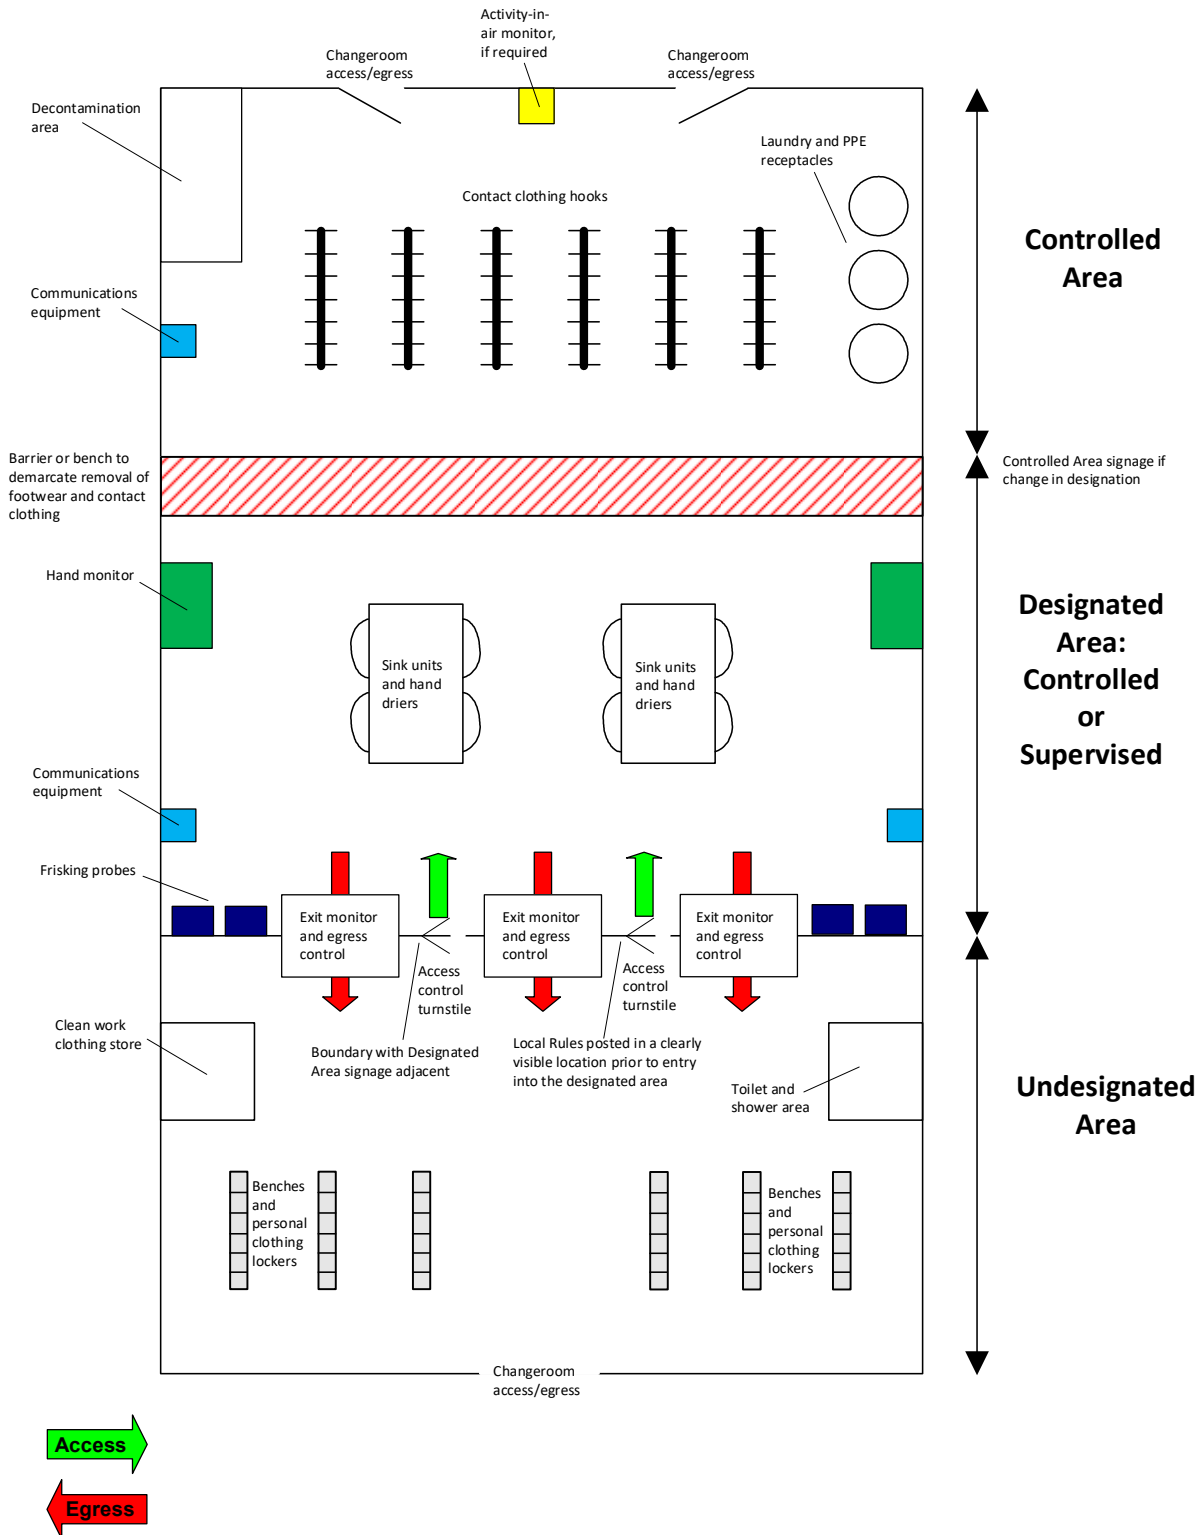 Activity-in-
air monitor,
if required
Changeroom
access/egress
Changeroom
access/egress
Decontamination
area
Laundry and PPE
receptacles
Contact clothing hooks
Controlled
Area
Communications
equipment
Barrier or bench to
demarcate removal of
footwear and contact
clothing
Controlled Area signage if
change in designation
Hand monitor
Designated
Area:
Controlled
or
Supervised
Sink units
and hand
driers
Sink units
and hand
driers
Communications
equipment
Frisking probes
Exit monitor
and egress
control
Exit monitor
and egress
control
Exit monitor
and egress
control
Access
control
turnstile
Access
control
turnstile
Clean work
clothing store
Boundary with Designated
Area signage adjacent
Local Rules posted in a clearly
visible location prior to entry
into the designated area
Toilet and
shower area
Undesignated
Area
Benches
and
personal
clothing
lockers
Benches
and
personal
clothing
lockers
Changeroom
access/egress
Access
Egress